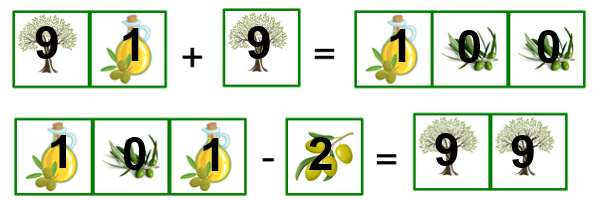 91 + 9 = 100
101 - 2 = 99